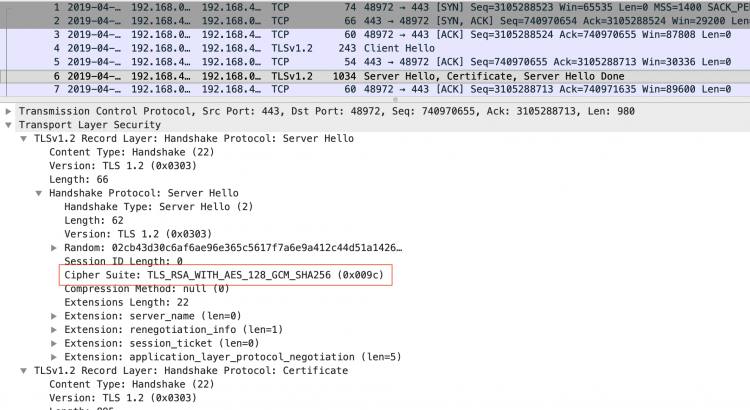 1 2019-04-… 192.168.0… 192.168.4… TCP 74 48972 → 443 [SYN] Seq=3105288523 Win=65535 Len=0 MSS=1400 SACK_PE
2 2019-04-… 192.168.4… 192.168.0… TCP 66 443 → 48972 [SYN, ACK] Seq=740970654 Ack=3105288524 Win=29200 Len
3 2019-04-… 192.168.0… 192.168.4… TCP 60 48972 → 443 [ACK] Seq=3105288524 Ack=740970655 Win=87808 Len=0
4 2019-04-… 192.168.0… 192.168.4… TLSv1.2 243 Client Hello
5 2019-04-… 192.168.4… 192.168.0… TCP 54 443 → 48972 [ACK] Seq=740970655 Ack=3105288713 Win=30336 Len=0
6 2019-04-… 192.168.4… 192.168.0… TLSv1.2 1034 Server Hello, Certificate, Server Hello Done
7 2019-04-… 192.168.0… 192.168.4… TCP 60 48972 → 443 [ACK] Seq=3105288713 Ack=740971635 Win=89600 Len=0
Transmission Control Protocol, Src Port: 443, Dst Port: 48972, Seq: 740970655, Ack: 3105288713, Len: 980
Transport Layer Security
TLSv1.2 Record Layer: Handshake Protocol: Server Hello
Content Type: Handshake (22)
Version: TLS 1.2 (0x0303)
Length: 66
Handshake Protocol: Server Hello
Handshake Type: Server Hello (2)
Length: 62
Version: TLS 1.2 (0x0303)
Random: 02cb43d30c6af6ae96e365c5617f7a6e9a412c44d51a1426…
Session ID Length: 0
Cipher Suite: TLS_RSA_WITH_AES_128_GCM_SHA256 (0x009c)
Compression Method: null (0)
Extensions Length: 22
Extension: server_name (len=0)
Extension: renegotiation_info (len=1)
Extension: session_ticket (len=0)
Extension: application_layer_protocol_negotiation (len=5)
TLSv1.2 Record Layer: Handshake Protocol: Certificate
Content Type: Handshake (22)
Version: TLS 1.2 (0x0303)